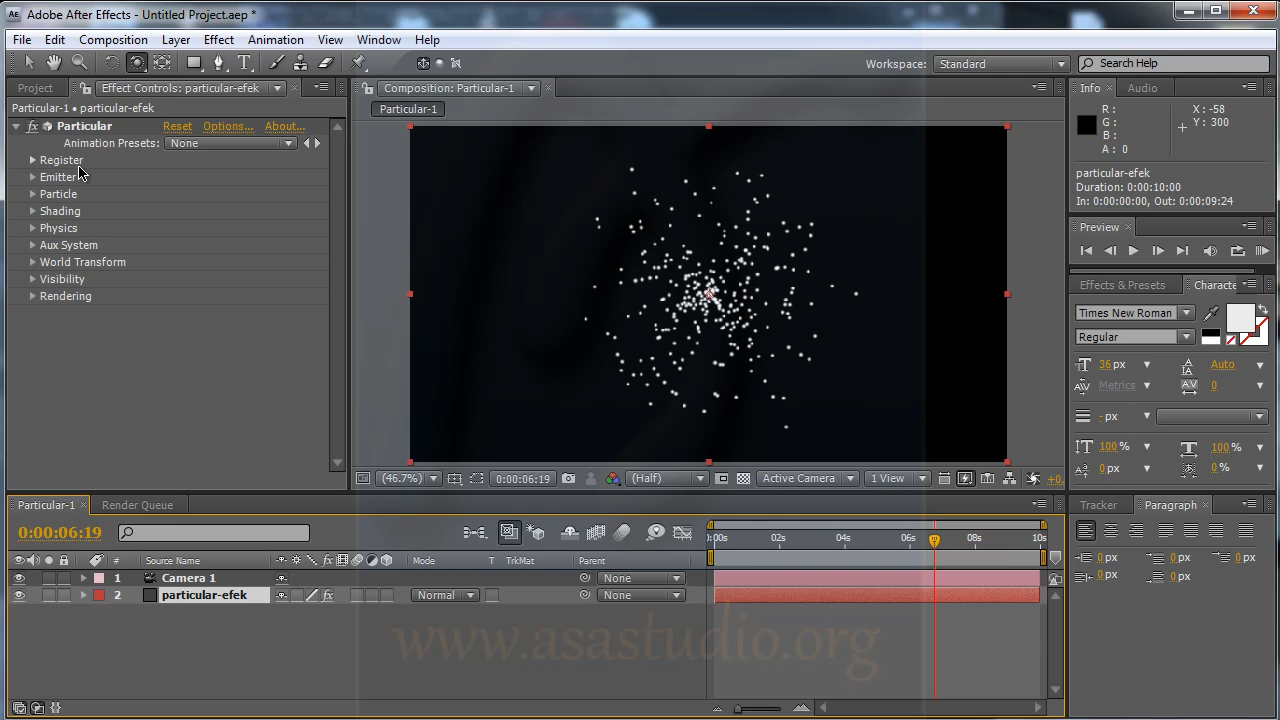 Adobe After Effects - Untitled Project.aep *
File Edit Composition Layer Effect Animation View Window Help
Workspace: Standard Search Help
Project Effect Controls: particular-efek Composition: Particular-1 Info Audio
Particular-1 • particular-efek
Particular-1
Particular Reset Options... About...
Animation Presets: None
Register
Emitter
Particle
Shading
Physics
Aux System
World Transform
Visibility
Rendering
R :
G :
B :
A : 0
X : -58
Y : 300
particular-efek
Duration: 0:00:10:00
In: 0:00:00:00, Out: 0:00:09:24
Preview
Effects & Presets Characte
Times New Roman
Regular
36 px Auto
Metrics 0
- px
100 % 100 %
0 px 0 %
(46.7%) 0:00:06:19 (Half) Active Camera 1 View +0.
Particular-1 Render Queue
Tracker Paragraph
0:00:06:19
:00s 02s 04s 06s 08s 10s
# Source Name fx Mode T TrkMat Parent
1 Camera 1 None
2 particular-efek fx Normal None
0 px 0 px 0 px
0 px 0 px
www.asastudio.org